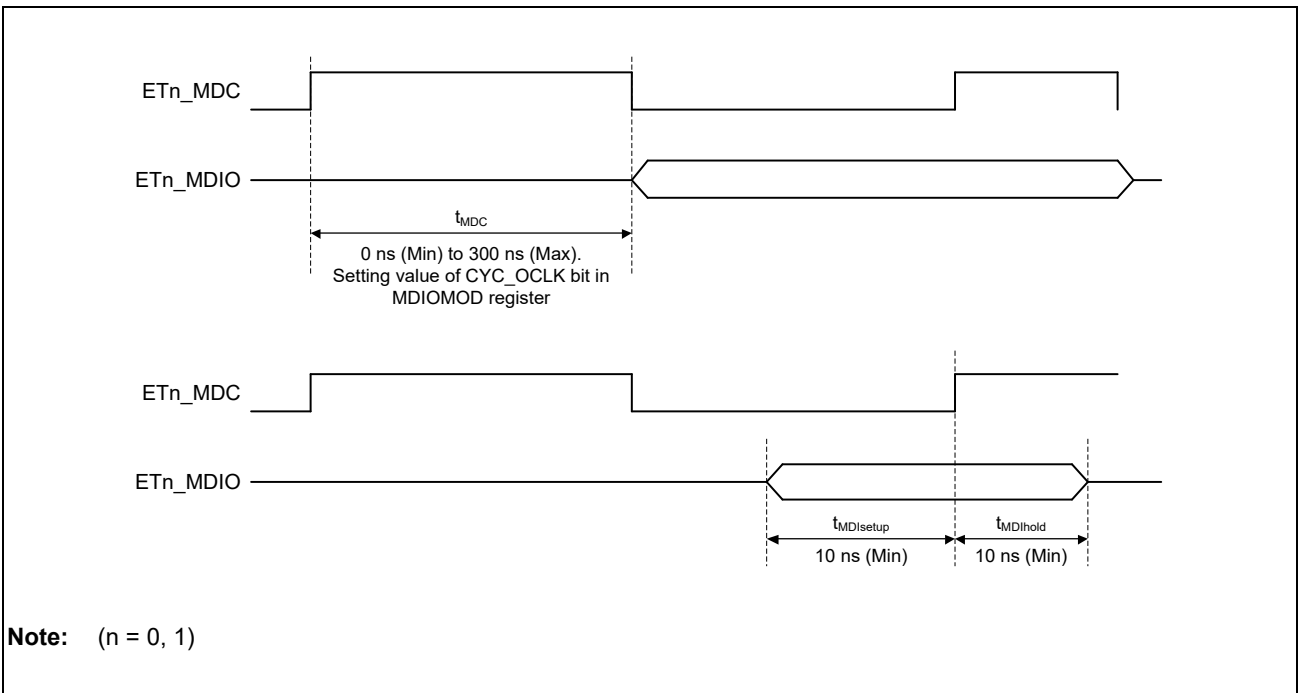 ETn_MDC
ETn_MDIO
tMDC
0 ns (Min) to 300 ns (Max).
Setting value of CYC_OCLK bit in
MDIOMOD register
ETn_MDC
ETn_MDIO
tMDIsetup tMDIhold
10 ns (Min) 10 ns (Min)
Note: (n = 0, 1)